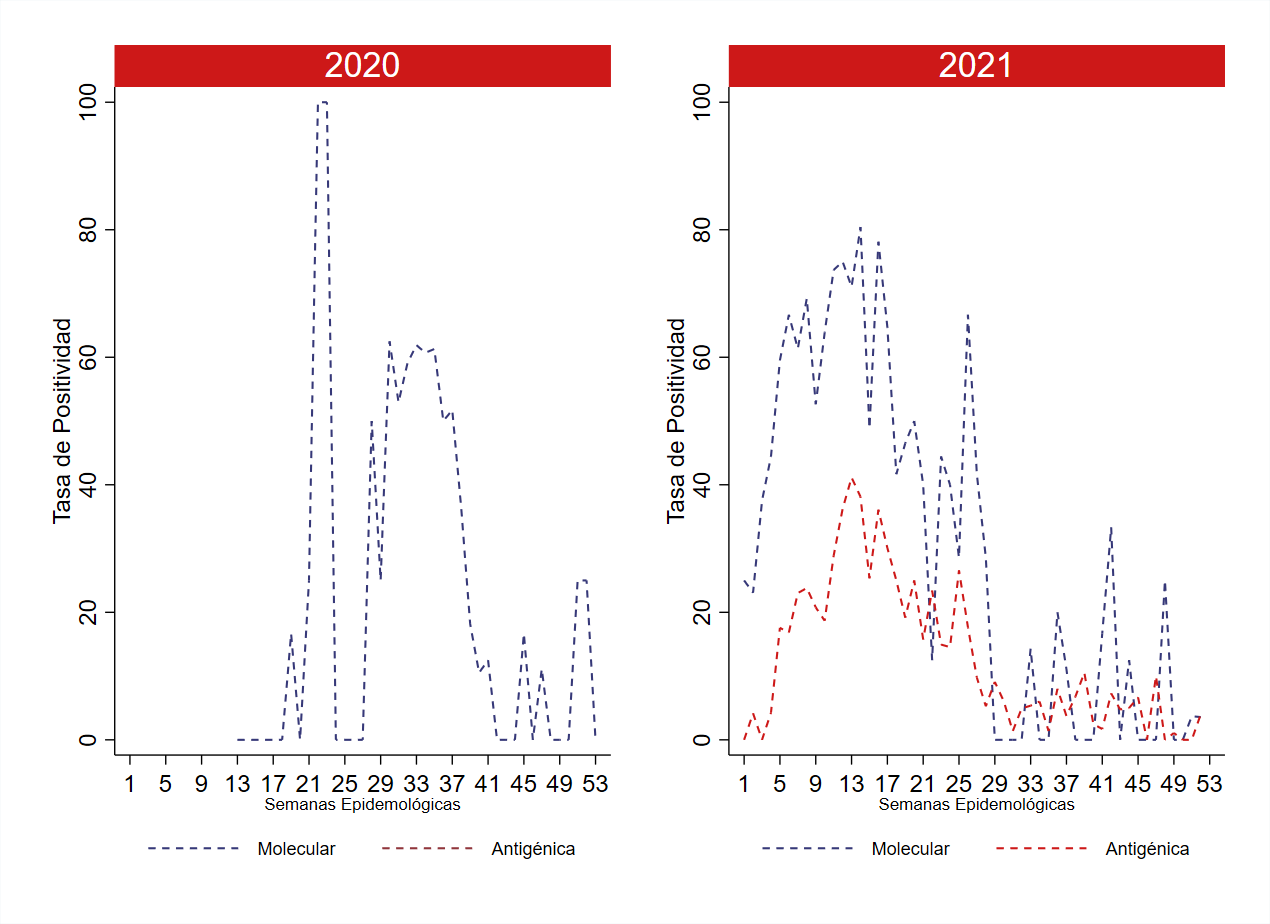 2020
Tasa de Positividad
100
80
60
40
20
0
1 5 9 13 17 21 25 29 33 37 41 45 49 53
Semanas Epidemológicas
Molecular Antigénica
2021
Tasa de Positividad
100
80
60
40
20
0
1 5 9 13 17 21 25 29 33 37 41 45 49 53
Semanas Epidemológicas
Molecular Antigénica